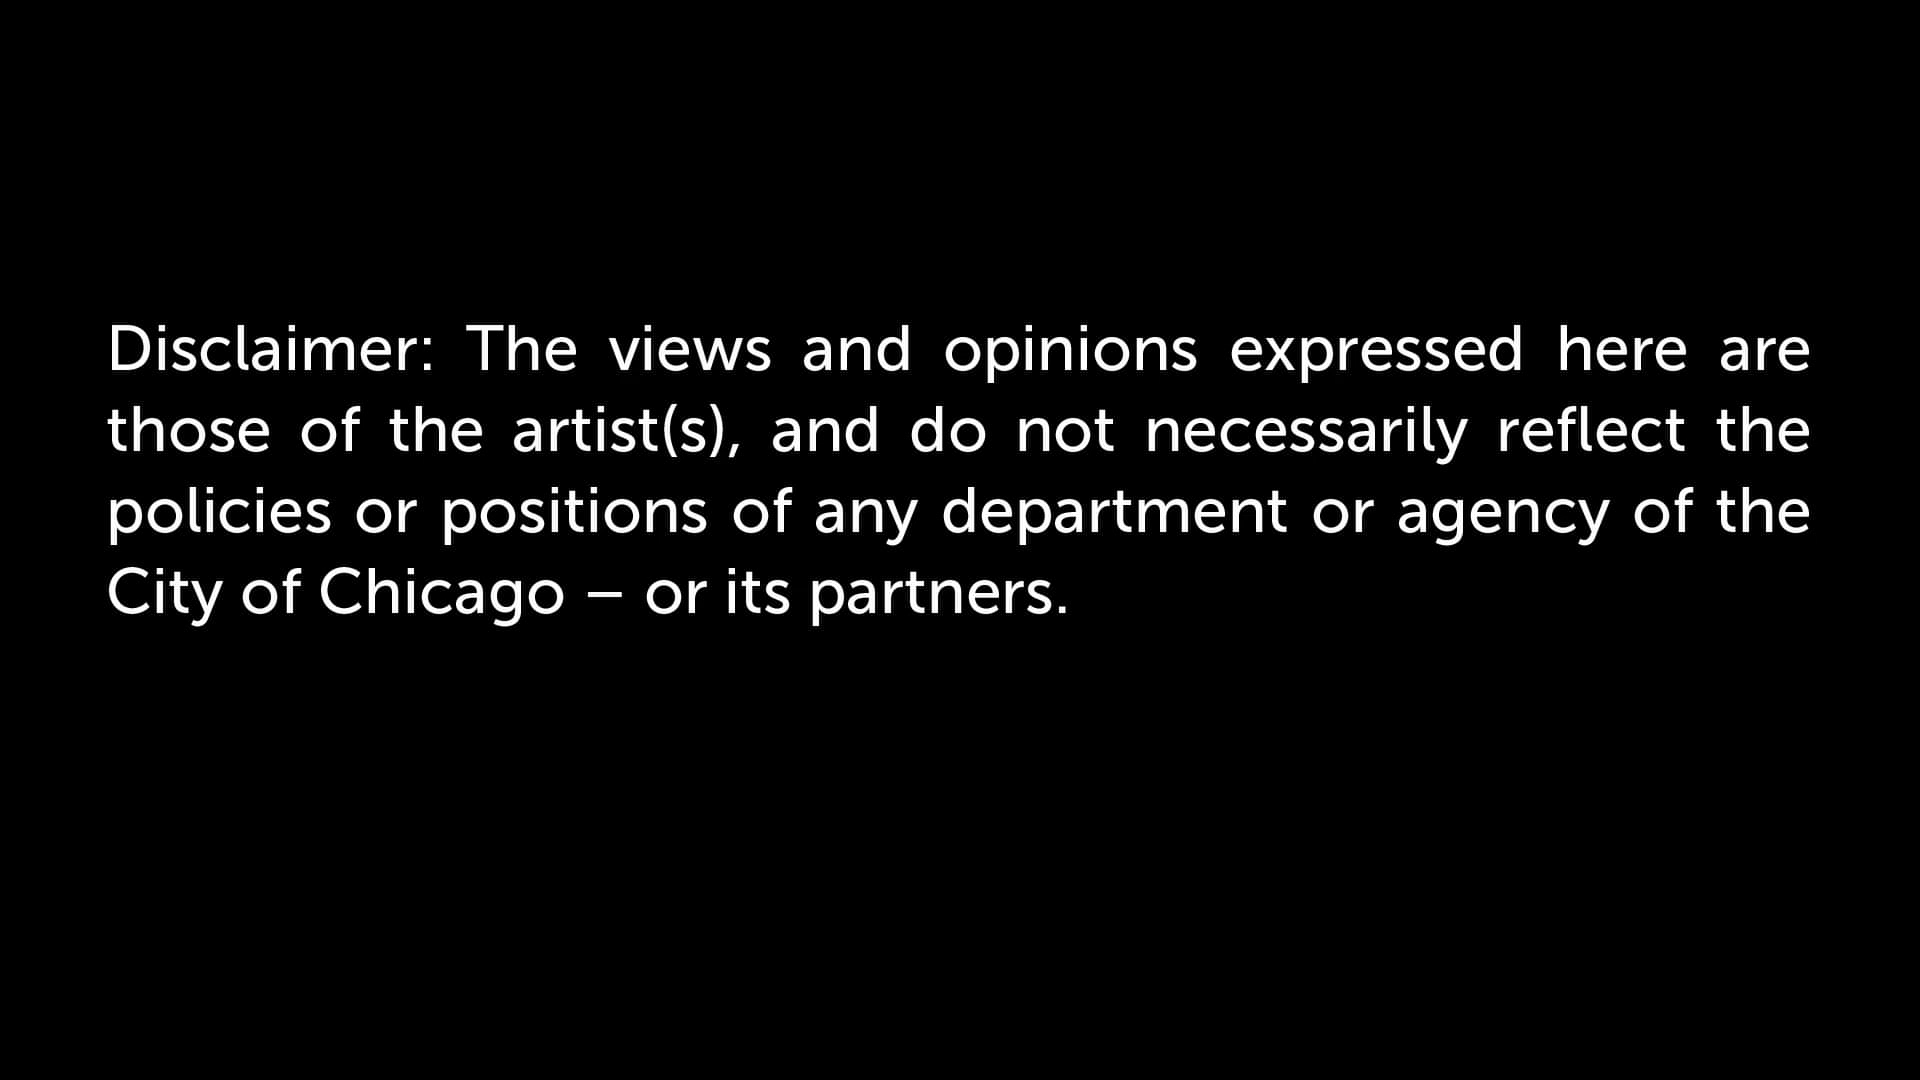 Disclaimer: The views and opinions expressed here are
those of the artist(s), and do not necessarily reflect the
policies or positions of any department or agency of the
City of Chicago – or its partners.